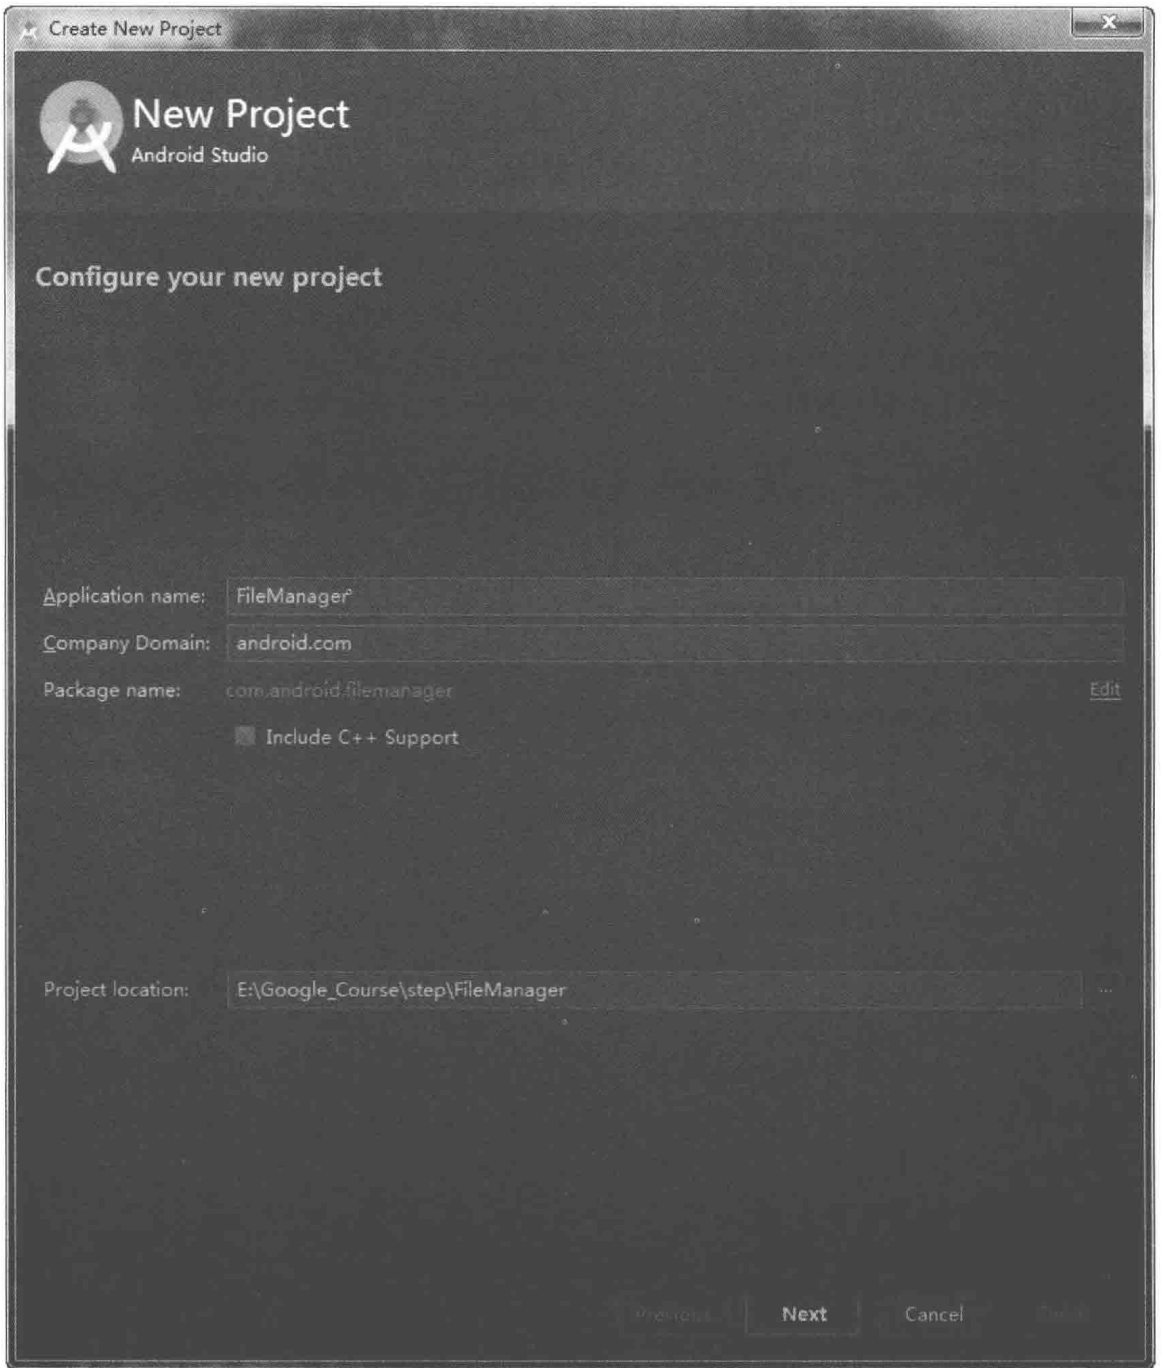 Create New Project
New Project
Android Studio
Configure your new project
Application name: FileManager
Company Domain: android.com
Package name: com.android.filemanager Edit
Include C++ Support
Project location: E:\Google_Course\step\FileManager ...
Previous Next Cancel